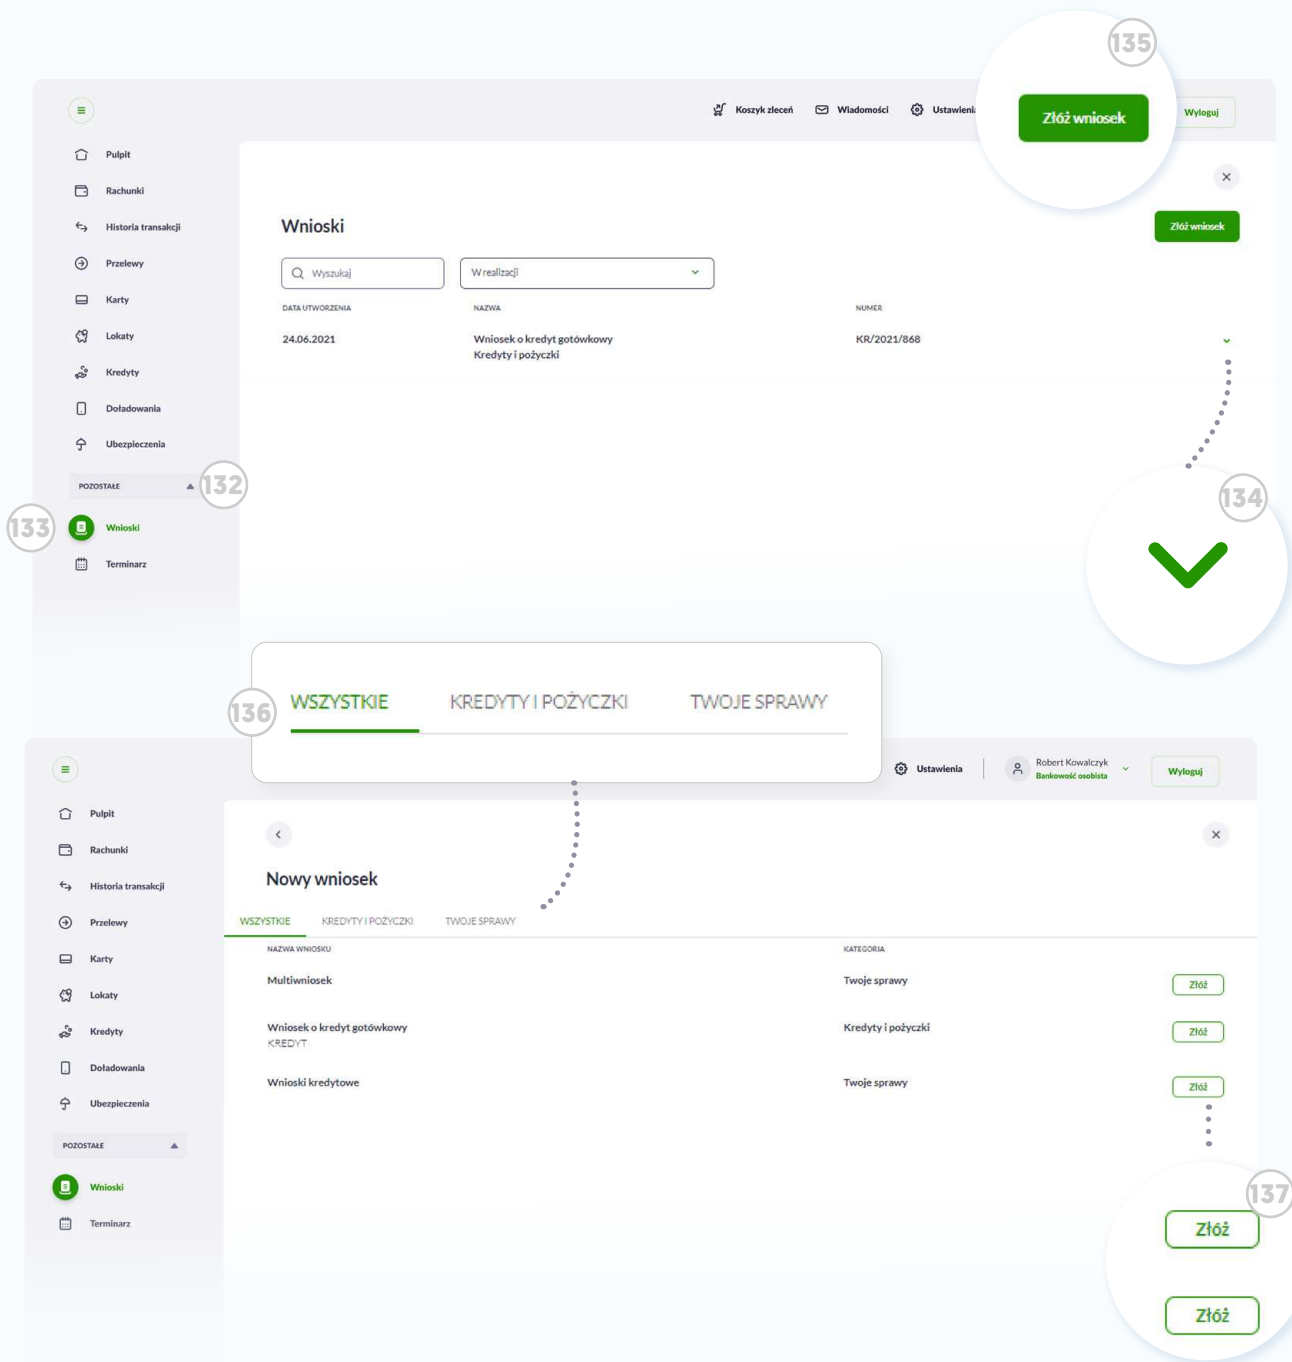 135
Koszyk zleceń Wiadomości Ustawienia Złóż wniosek Wyloguj
Pulpit
Rachunki
Historia transakcji
Przelewy
Karty
Lokaty
Kredyty
Doładowania
Ubezpieczenia
POZOSTAŁE
132
133
Wnioski
Terminarz
Wnioski
Złóż wniosek
Wyszukaj W realizacji
DATA UTWORZENIA NAZWA NUMER
24.06.2021 Wniosek o kredyt gotówkowy KR/2021/868
Kredyty i pożyczki
134
136
WSZYSTKIE KREDYTY I POŻYCZKI TWOJE SPRAWY
Ustawienia
Robert Kowalczyk
Bankowość osobista
Wyloguj
Pulpit
Rachunki
Historia transakcji
Przelewy
Karty
Lokaty
Kredyty
Doładowania
Ubezpieczenia
POZOSTAŁE
Wnioski
Terminarz
Nowy wniosek
WSZYSTKIE KREDYTY I POŻYCZKI TWOJE SPRAWY
NAZWA WNIOSKU KATEGORIA
Multiwniosek Twoje sprawy Złóż
Wniosek o kredyt gotówkowy Kredyty i pożyczki Złóż
KREDYT
Wnioski kredytowe Twoje sprawy Złóż
137
Złóż
Złóż